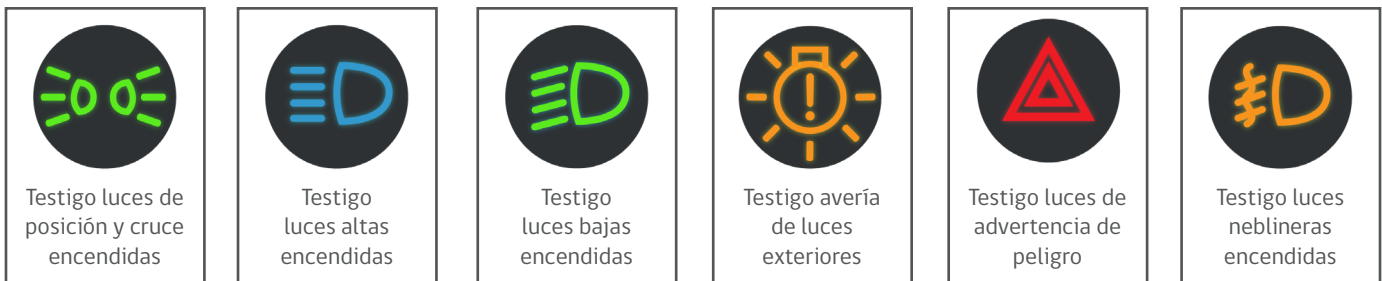 Testigo luces de
posición y cruce
encendidas
Testigo
luces altas
encendidas
Testigo
luces bajas
encendidas
Testigo avería
de luces
exteriores
Testigo luces de
advertencia de
peligro
Testigo luces
neblineras
encendidas